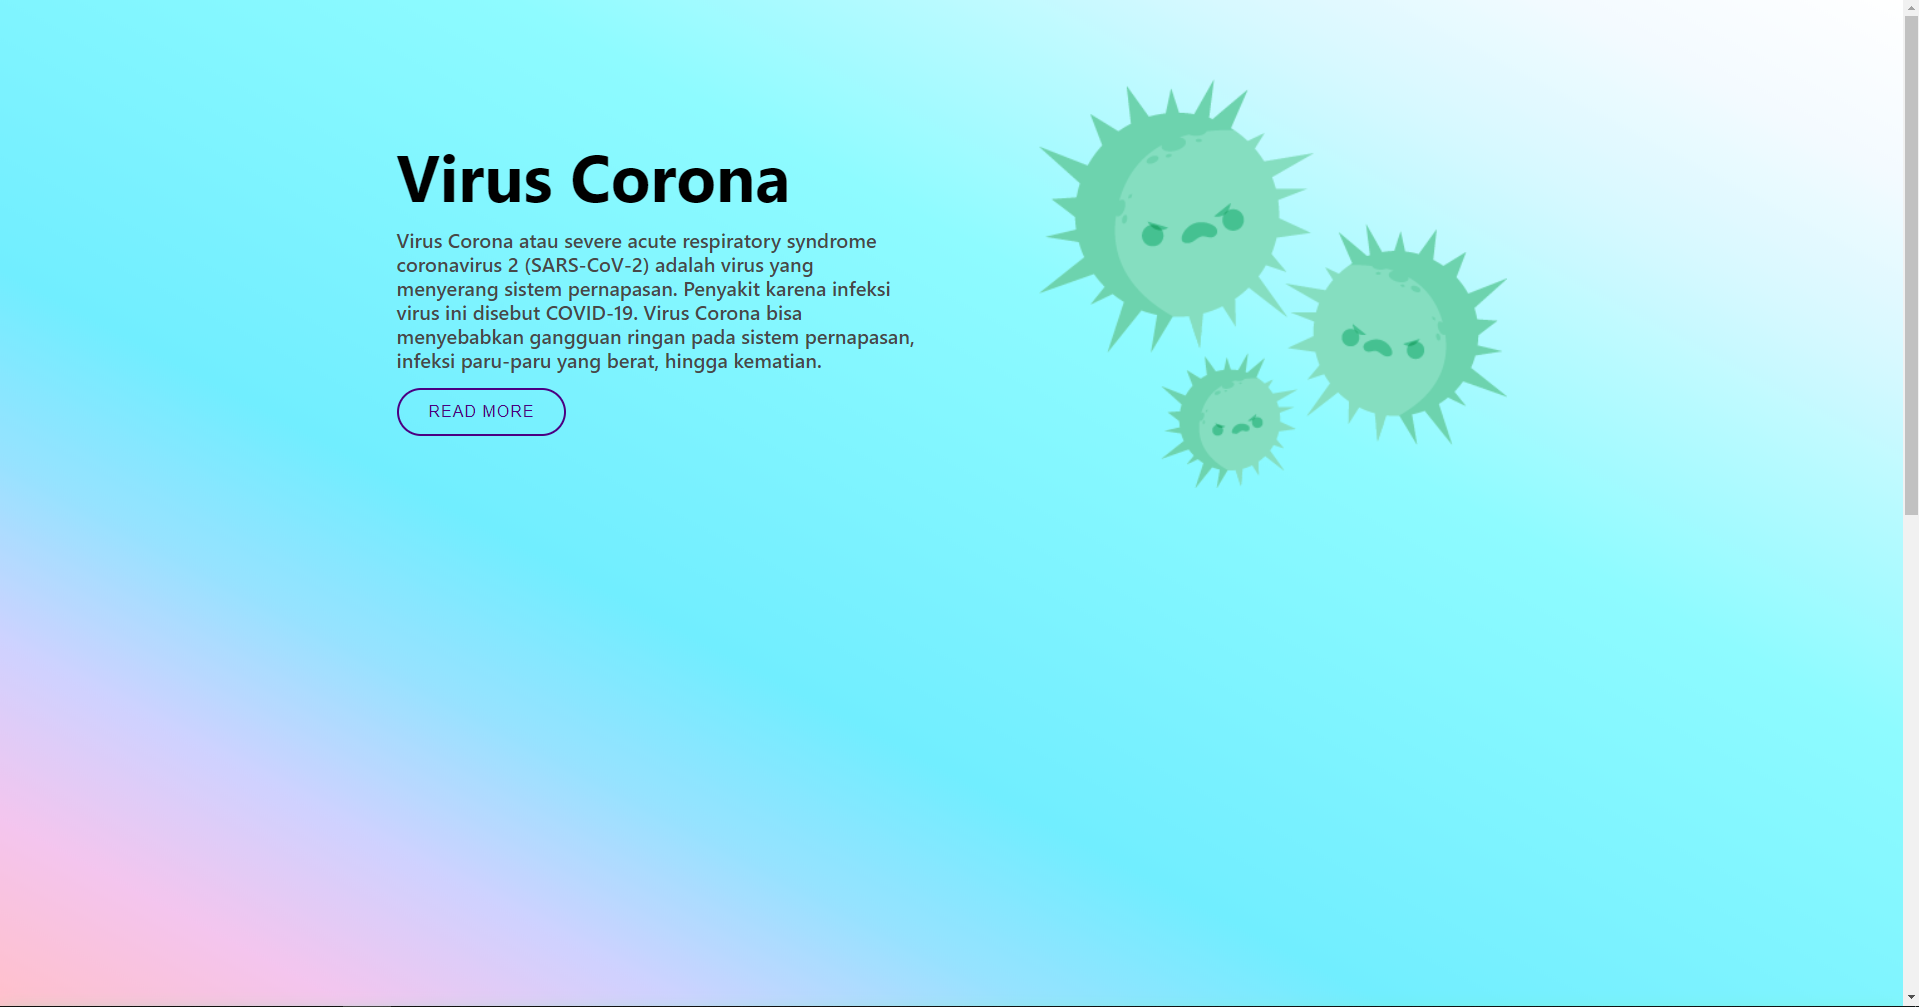 Virus Corona
Virus Corona atau severe acute respiratory syndrome
coronavirus 2 (SARS-CoV-2) adalah virus yang
menyerang sistem pernapasan. Penyakit karena infeksi
virus ini disebut COVID-19. Virus Corona bisa
menyebabkan gangguan ringan pada sistem pernapasan,
infeksi paru-paru yang berat, hingga kematian.
READ MORE